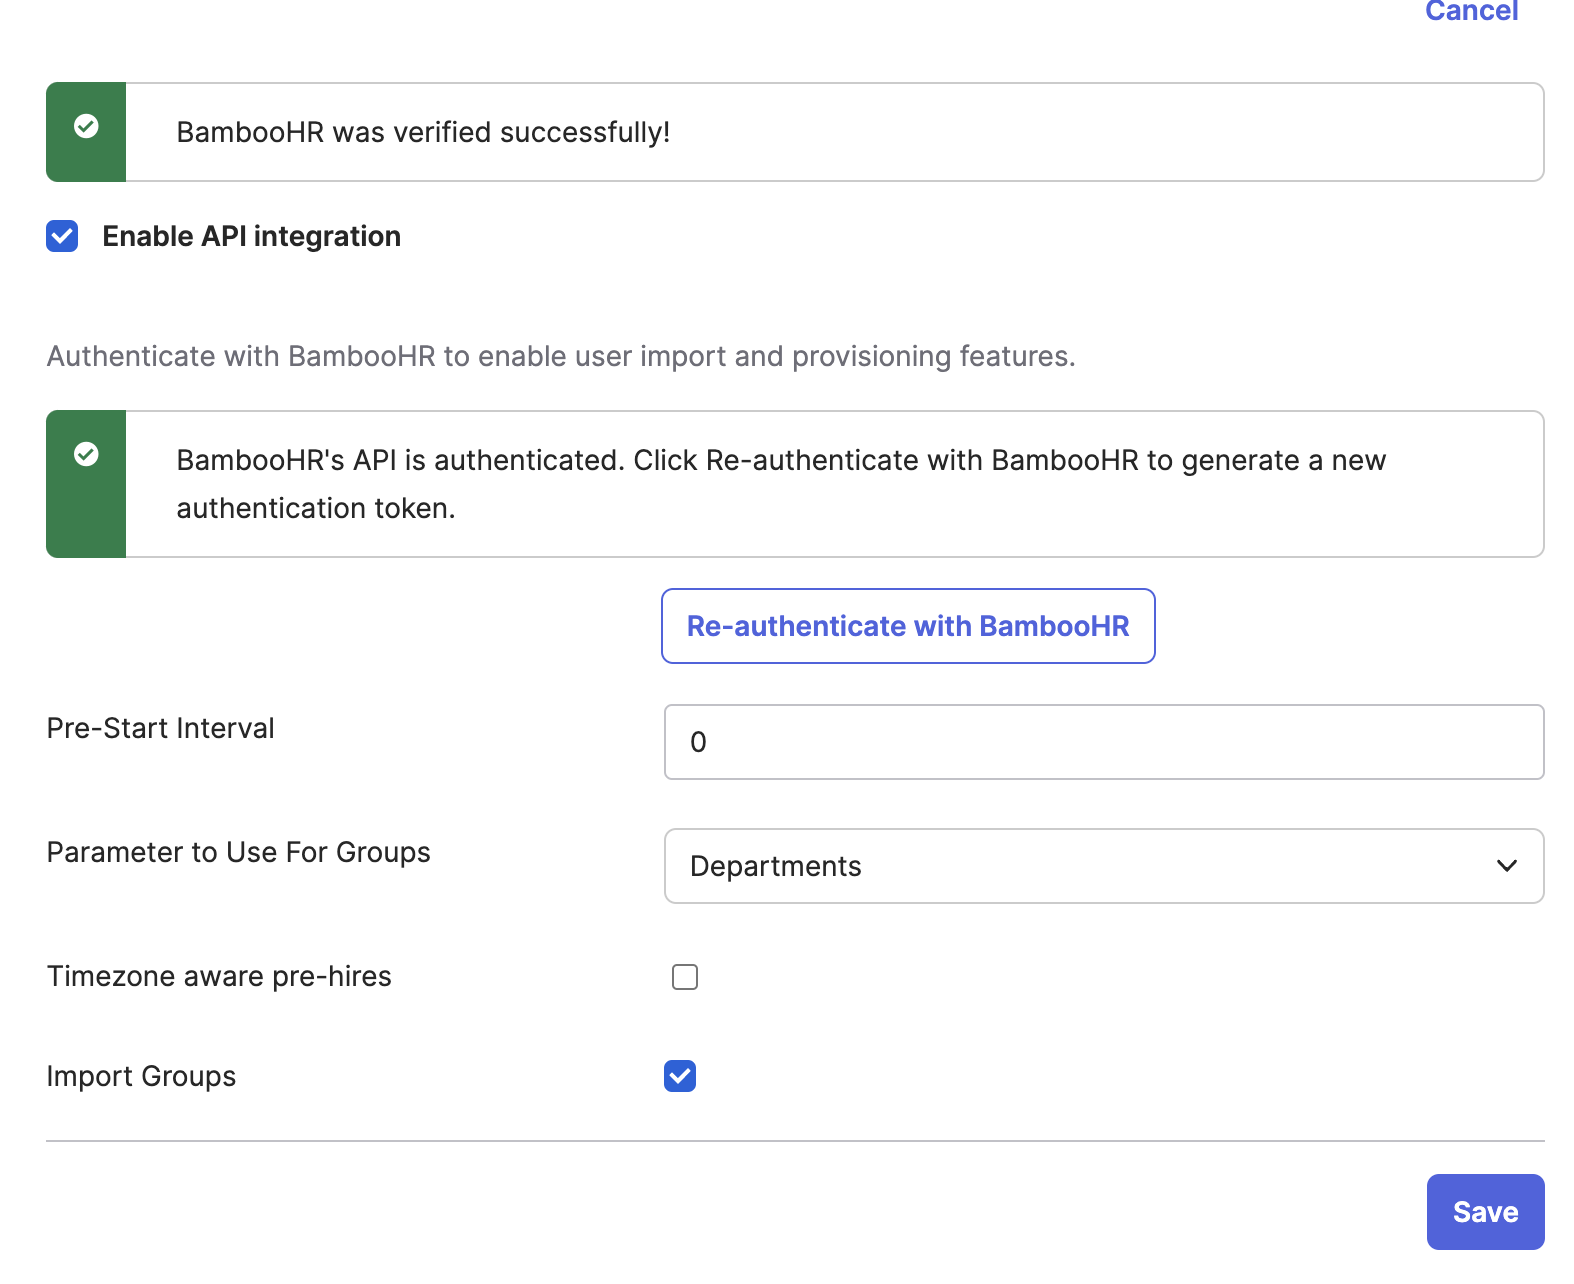 Cancel
BambooHR was verified successfully!
Enable API integration
Authenticate with BambooHR to enable user import and provisioning features.
BambooHR's API is authenticated. Click Re-authenticate with BambooHR to generate a new
authentication token.
Re-authenticate with BambooHR
Pre-Start Interval
0
Parameter to Use For Groups
Departments
Timezone aware pre-hires
Import Groups
Save